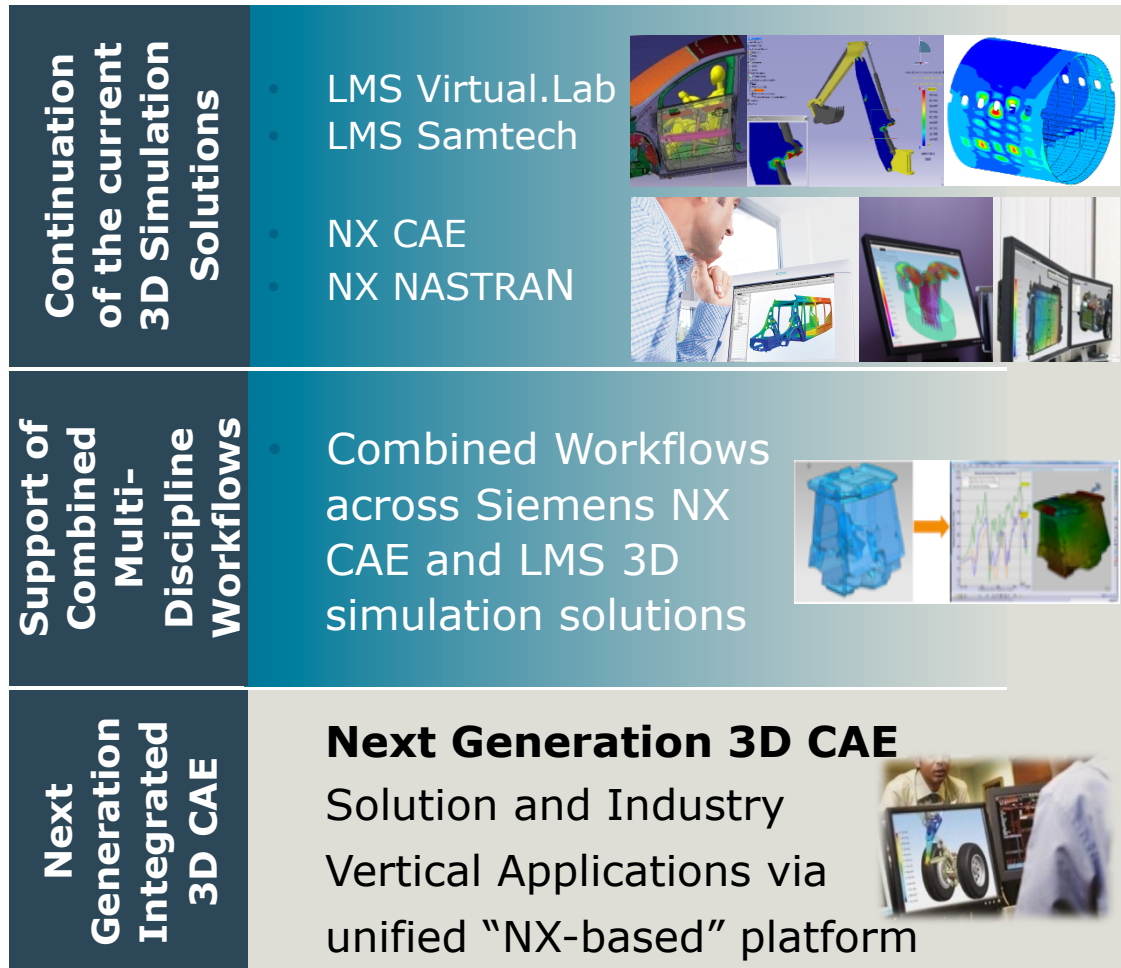 Continuation
of the current
3D Simulation
Solutions
• LMS Virtual.Lab
• LMS Samtech
• NX CAE
• NX NASTRAN
Support of
Combined
Multi-
Discipline
Workflows
• Combined Workflows
across Siemens NX
CAE and LMS 3D
simulation solutions
Next
Generation
Integrated
3D CAE
Next Generation 3D CAE
Solution and Industry
Vertical Applications via
unified “NX-based” platform